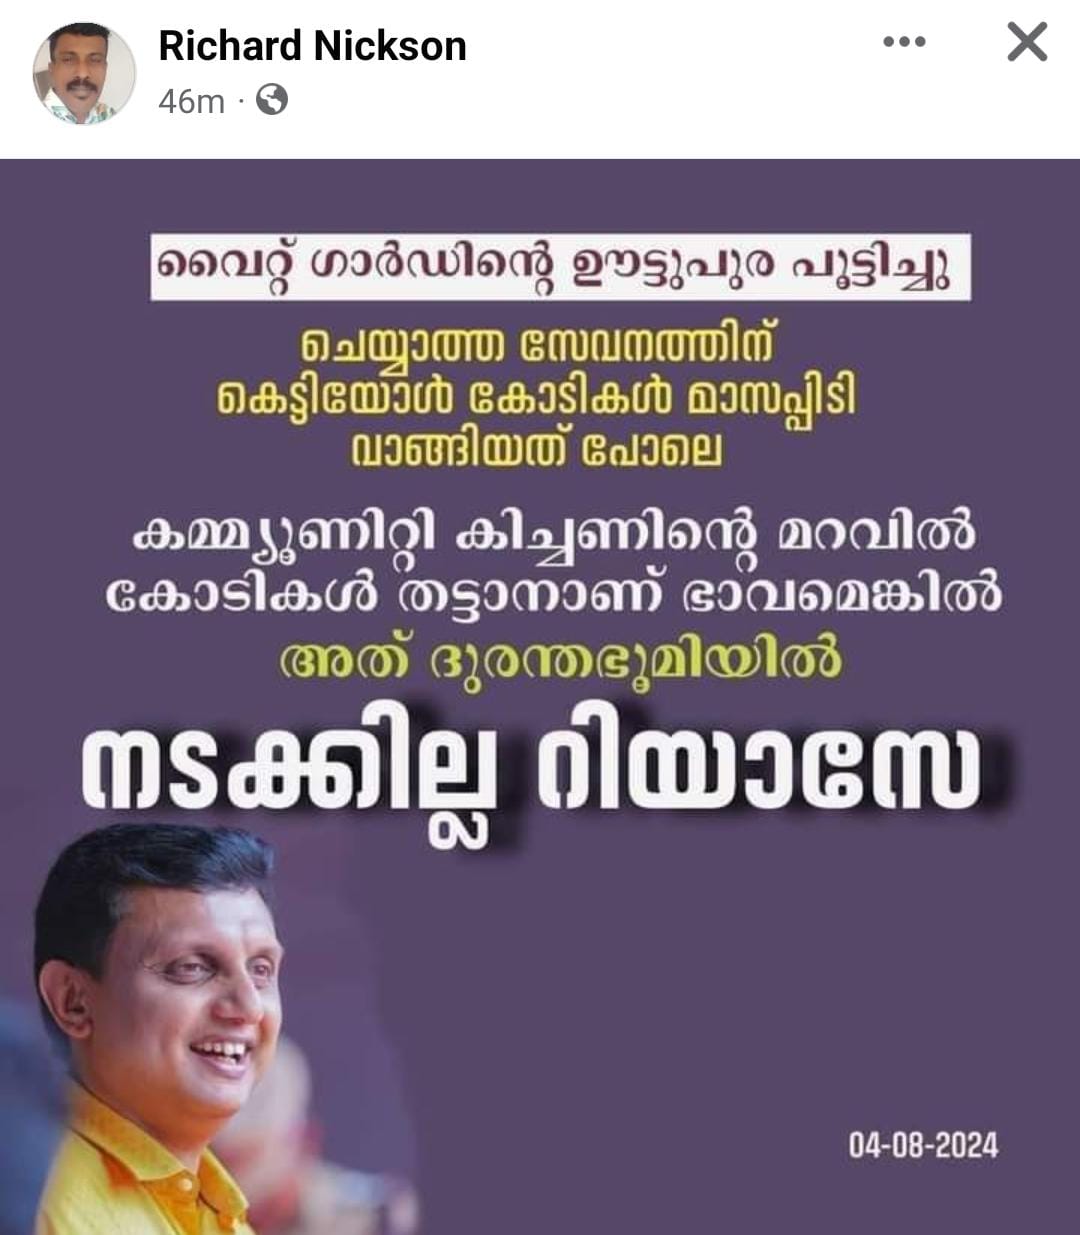 Richard Nickson
46m ·
വൈറ്റ് ഗാർഡിന്റെ ഊട്ടുപുര പൂട്ടിച്ചു
ചെയ്യാത്ത സേവനത്തിന്
കെട്ടിയോൾ കോടികൾ മാസപ്പിടി
വാങ്ങിയത് പോലെ
കമ്മ്യൂണിറ്റി കിച്ചണിന്റെ മറവിൽ
കോടികൾ തട്ടാനാണ് ഭാവമെങ്കിൽ
അത് ദുരന്തഭൂമിയിൽ
നടക്കില്ല റിയാസേ
04-08-2024